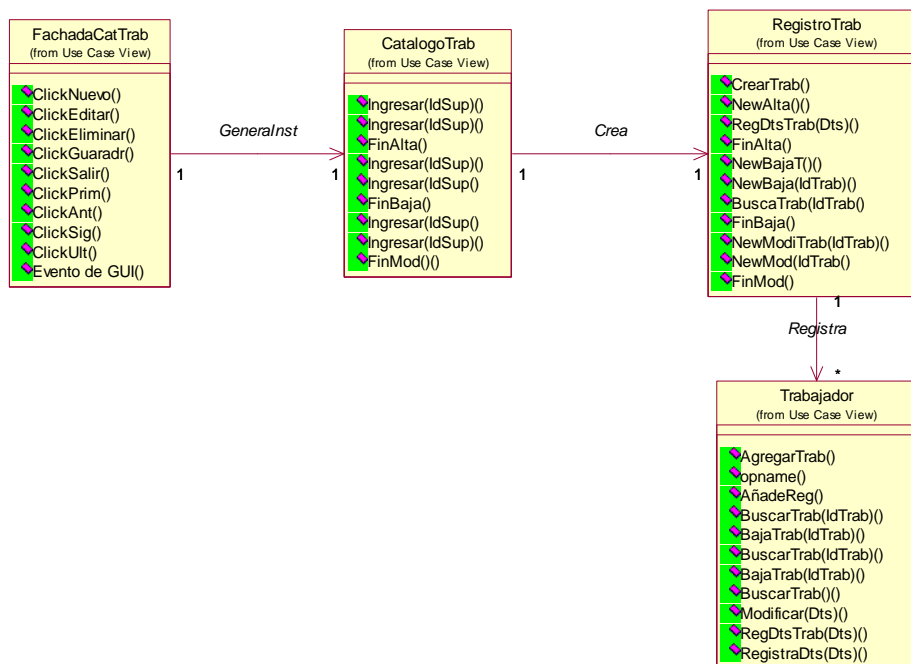 FachadaCatTrab
(from Use Case View)
ClickNuevo()
ClickEditar()
ClickEliminar()
ClickGuaradr()
ClickSalir()
ClickPrim()
ClickAnt()
ClickSig()
ClickUlt()
Evento de GUI()
GeneraInst
1
1
CatalogoTrab
(from Use Case View)
Ingresar(IdSup)()
Ingresar(IdSup)()
FinAlta()
Ingresar(IdSup)()
Ingresar(IdSup()
FinBaja()
Ingresar(IdSup()
Ingresar(IdSup)()
FinMod()()
Crea
1
1
RegistroTrab
(from Use Case View)
CrearTrab()
NewAlta()()
RegDtsTrab(Dts)()
FinAlta()
NewBajaT()()
NewBaja(IdTrab)()
BuscaTrab(IdTrab()
FinBaja()
NewModiTrab(IdTrab)()
NewMod(IdTrab()
FinMod()
1
Registra
*
Trabajador
(from Use Case View)
AgregarTrab()
opname()
AñadeReg()
BuscarTrab(IdTrab)()
BajaTrab(IdTrab)()
BuscarTrab(IdTrab)()
BajaTrab(IdTrab)()
BuscarTrab()()
Modificar(Dts)()
RegDtsTrab(Dts)()
RegistraDts(Dts)()